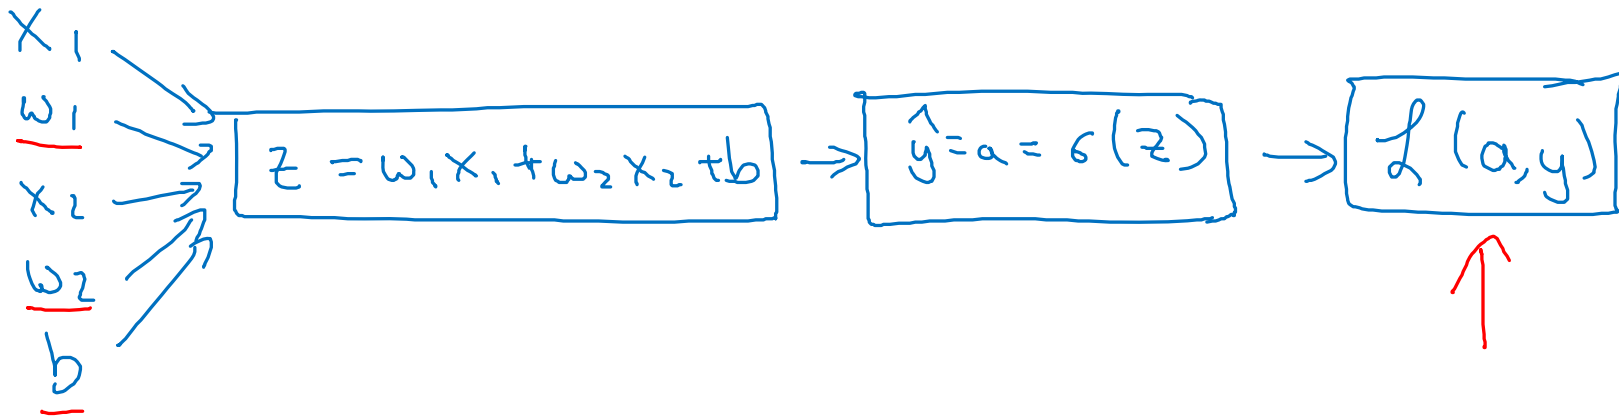 x₁
w₁
x₂
w₂
b
z = w₁x₁+w₂x₂+b
ŷ=a=σ(z)
ℒ(a,y)